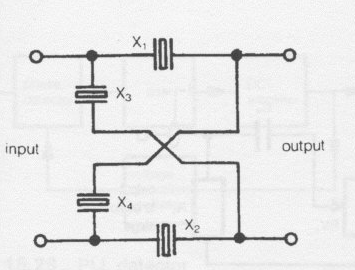 X₁
X₃
input
output
X₄
X₂